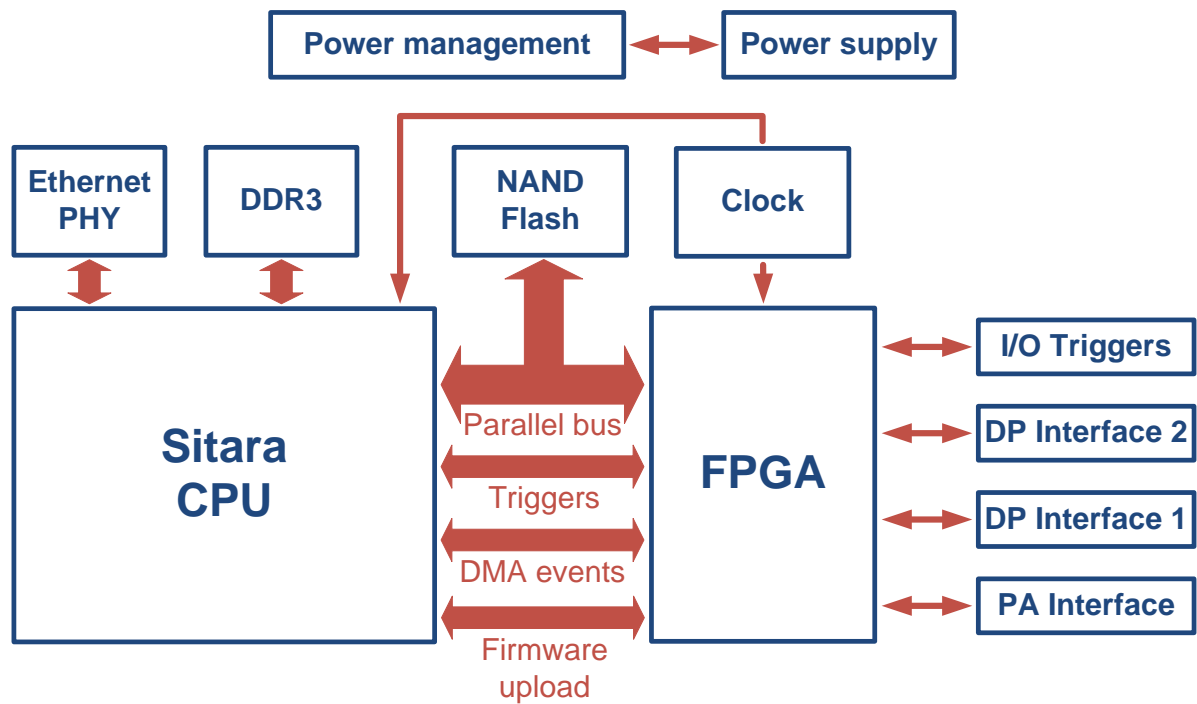 Power management
Power supply
Ethernet
PHY
DDR3
NAND
Flash
Clock
Sitara
CPU
Parallel bus
Triggers
DMA events
Firmware
upload
FPGA
I/O Triggers
DP Interface 2
DP Interface 1
PA Interface